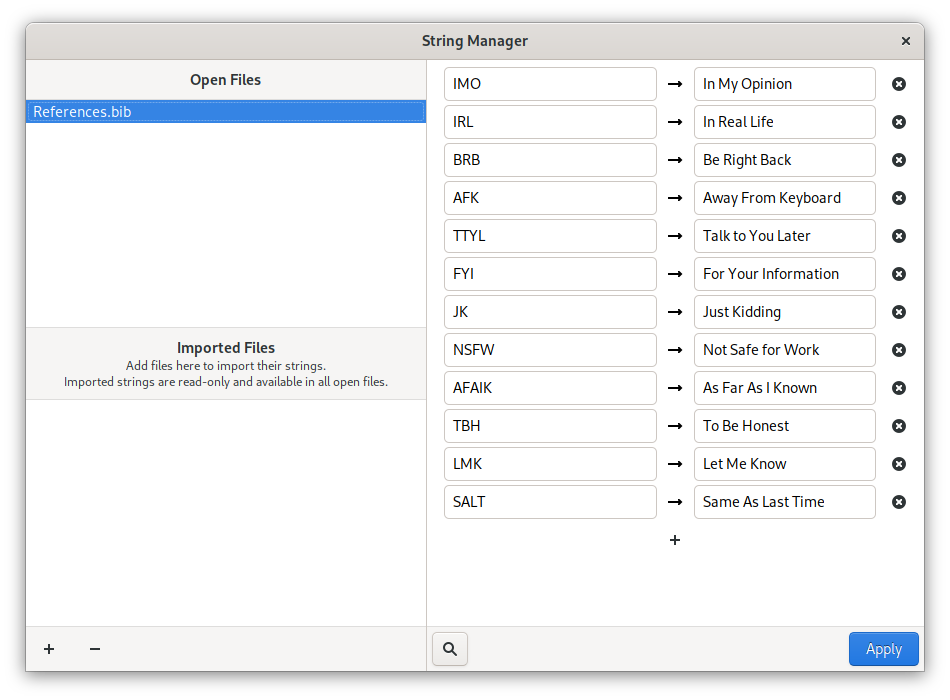 String Manager
Open Files
References.bib
Imported Files
Add files here to import their strings.
Imported strings are read-only and available in all open files.
IMO → In My Opinion
IRL → In Real Life
BRB → Be Right Back
AFK → Away From Keyboard
TTYL → Talk to You Later
FYI → For Your Information
JK → Just Kidding
NSFW → Not Safe for Work
AFAIK → As Far As I Known
TBH → To Be Honest
LMK → Let Me Know
SALT → Same As Last Time
Apply